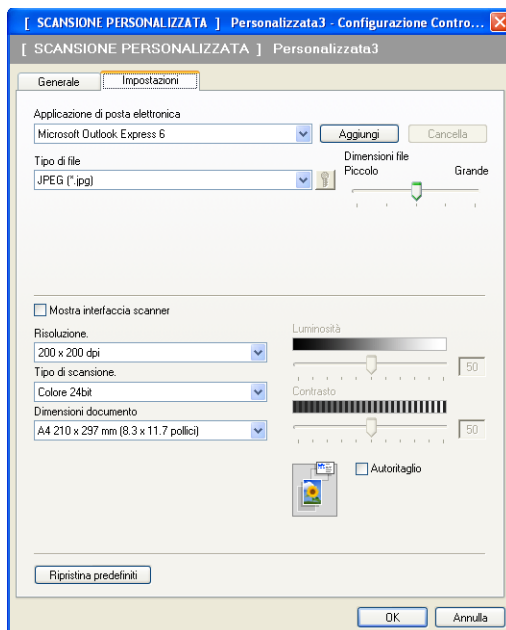 [ SCANSIONE PERSONALIZZATA ] Personalizzata3 - Configurazione Contro...
[ SCANSIONE PERSONALIZZATA ] Personalizzata3
Generale Impostazioni
Applicazione di posta elettronica
Microsoft Outlook Express 6 Aggiungi Cancella
Tipo di file Dimensioni file
JPEG (*.jpg) Piccolo Grande
Mostra interfaccia scanner
Risoluzione. Luminosità
200 x 200 dpi 50
Tipo di scansione.
Colore 24bit Contrasto
Dimensioni documento
A4 210 x 297 mm (8.3 x 11.7 pollici) 50
Autoritaglio
Ripristina predefiniti
OK Annulla